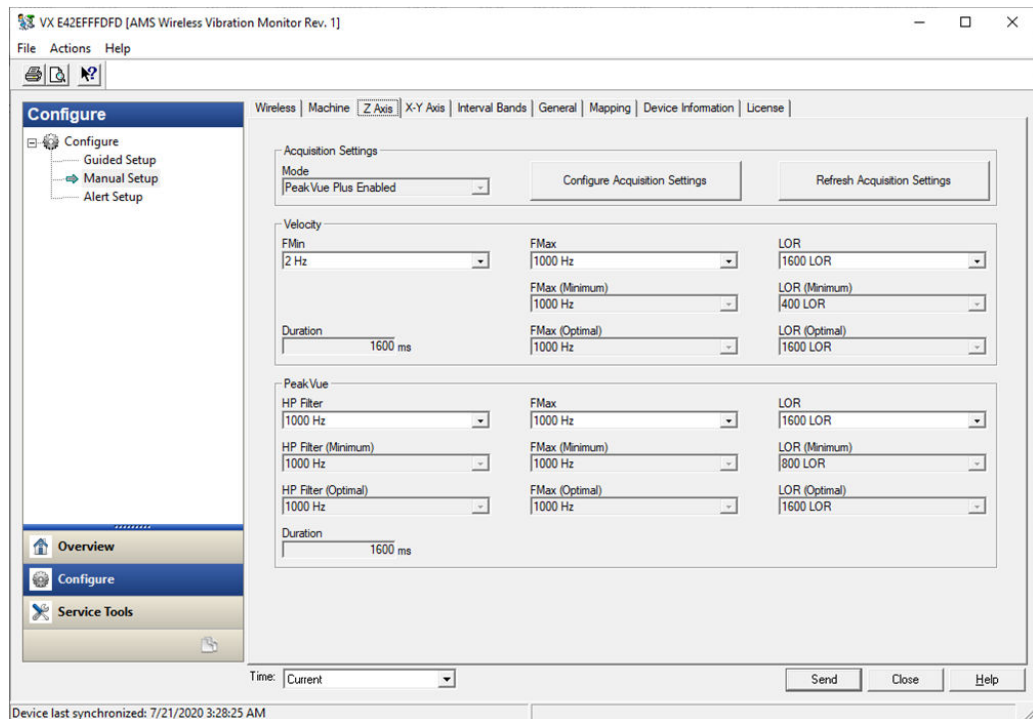 VX E42EFFFDFD [AMS Wireless Vibration Monitor Rev. 1]
File Actions Help
Configure
Configure
Guided Setup
Manual Setup
Alert Setup
Overview
Configure
Service Tools
Wireless Machine Z Axis X-Y Axis Interval Bands General Mapping Device Information License
Acquisition Settings
Mode
PeakVue Plus Enabled
Configure Acquisition Settings
Refresh Acquisition Settings
Velocity
FMin FMax LOR
2 Hz 1000 Hz 1600 LOR
FMax (Minimum) LOR (Minimum)
1000 Hz 400 LOR
Duration FMax (Optimal) LOR (Optimal)
1600 ms 1000 Hz 1600 LOR
PeakVue
HP Filter FMax LOR
1000 Hz 1000 Hz 1600 LOR
HP Filter (Minimum) FMax (Minimum) LOR (Minimum)
1000 Hz 1000 Hz 800 LOR
HP Filter (Optimal) FMax (Optimal) LOR (Optimal)
1000 Hz 1000 Hz 1600 LOR
Duration
1600 ms
Time: Current Send Close Help
Device last synchronized: 7/21/2020 3:28:25 AM